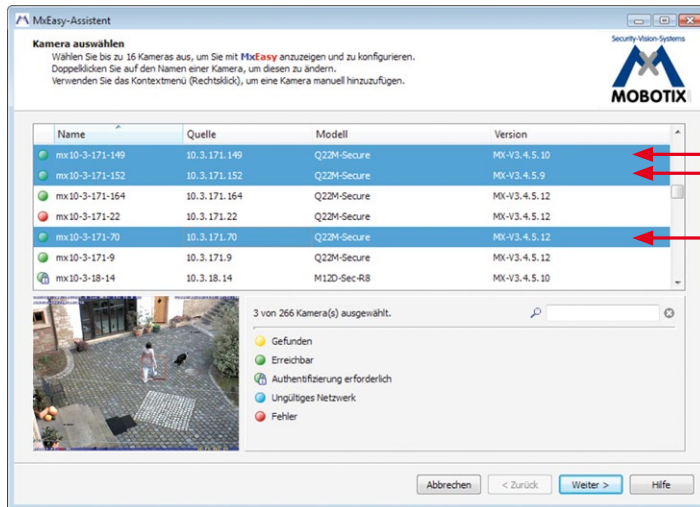 MxEasy-Assistent
Kamera auswählen
Wählen Sie bis zu 16 Kameras aus, um Sie mit MxEasy anzuzeigen und zu konfigurieren.
Doppelklicken Sie auf den Namen einer Kamera, um diesen zu ändern.
Verwenden Sie das Kontextmenü (Rechtsklick), um eine Kamera manuell hinzuzufügen.
Security-Vision-Systems
MOBOTIX
Name Quelle Modell Version
mx10-3-171-149 10.3.171.149 Q22M-Secure MX-V3.4.5.10
mx10-3-171-152 10.3.171.152 Q22M-Secure MX-V3.4.5.9
mx10-3-171-164 10.3.171.164 Q22M-Secure MX-V3.4.5.12
mx10-3-171-22 10.3.171.22 Q22M-Secure MX-V3.4.5.12
mx10-3-171-70 10.3.171.70 Q22M-Secure MX-V3.4.5.12
mx10-3-171-9 10.3.171.9 Q22M-Secure MX-V3.4.5.12
mx10-3-18-14 10.3.18.14 M12D-Sec-R8 MX-V3.4.5.10
3 von 266 Kamera(s) ausgewählt.
Gefunden
Erreichbar
Authentifizierung erforderlich
Ungültiges Netzwerk
Fehler
Abbrechen < Zurück Weiter > Hilfe